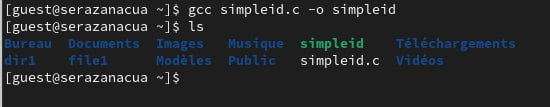 [guest@serazanacua ~]$ gcc simpleid.c -o simpleid
[guest@serazanacua ~]$ ls
Bureau Documents Images Musique simpleid Téléchargements
dir1 file1 Modèles Public simpleid.c Vidéos
[guest@serazanacua ~]$